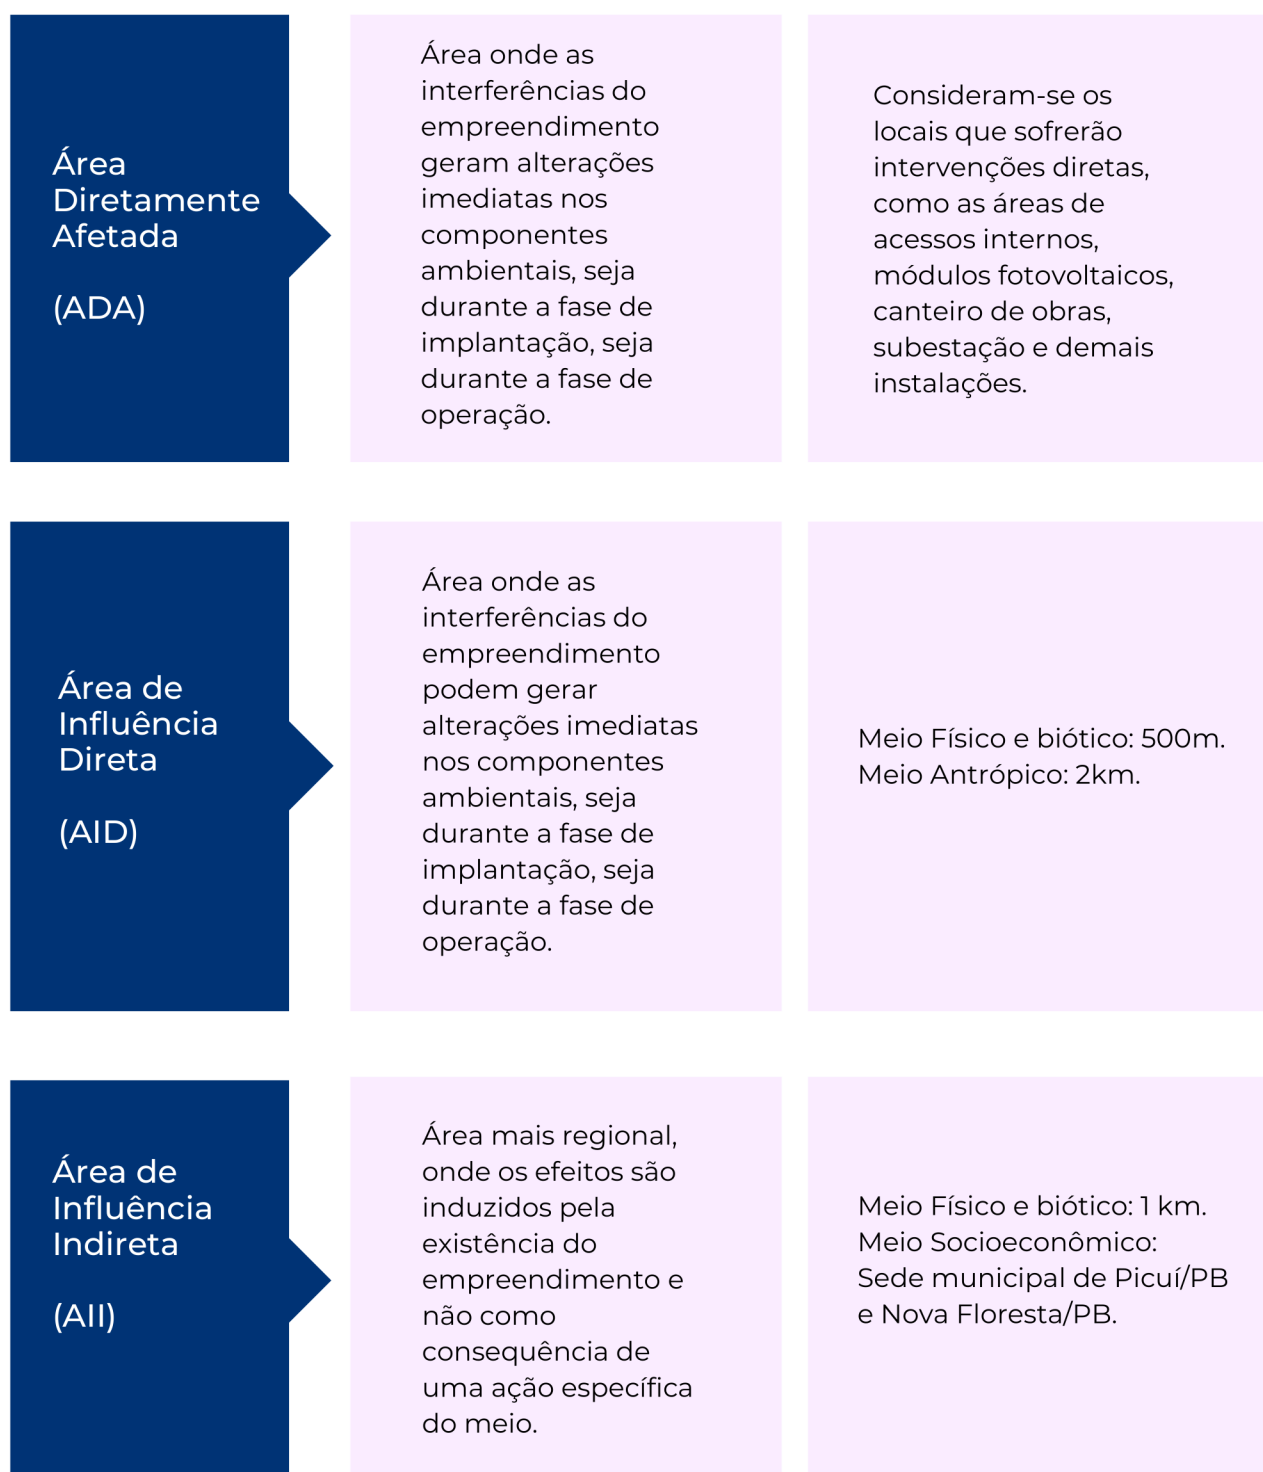 Área
Diretamente
Afetada
(ADA)
Área onde as
interferências do
empreendimento
geram alterações
imediatas nos
componentes
ambientais, seja
durante a fase de
implantação, seja
durante a fase de
operação.
Consideram-se os
locais que sofrerão
intervenções diretas,
como as áreas de
acessos internos,
módulos fotovoltaicos,
canteiro de obras,
subestação e demais
instalações.
Área de
Influência
Direta
(AID)
Área onde as
interferências do
empreendimento
podem gerar
alterações imediatas
nos componentes
ambientais, seja
durante a fase de
implantação, seja
durante a fase de
operação.
Meio Físico e biótico: 500m.
Meio Antrópico: 2km.
Área de
Influência
Indireta
(AII)
Área mais regional,
onde os efeitos são
induzidos pela
existência do
empreendimento e
não como
consequência de
uma ação específica
do meio.
Meio Físico e biótico: 1 km.
Meio Socioeconômico:
Sede municipal de Picuí/PB
e Nova Floresta/PB.